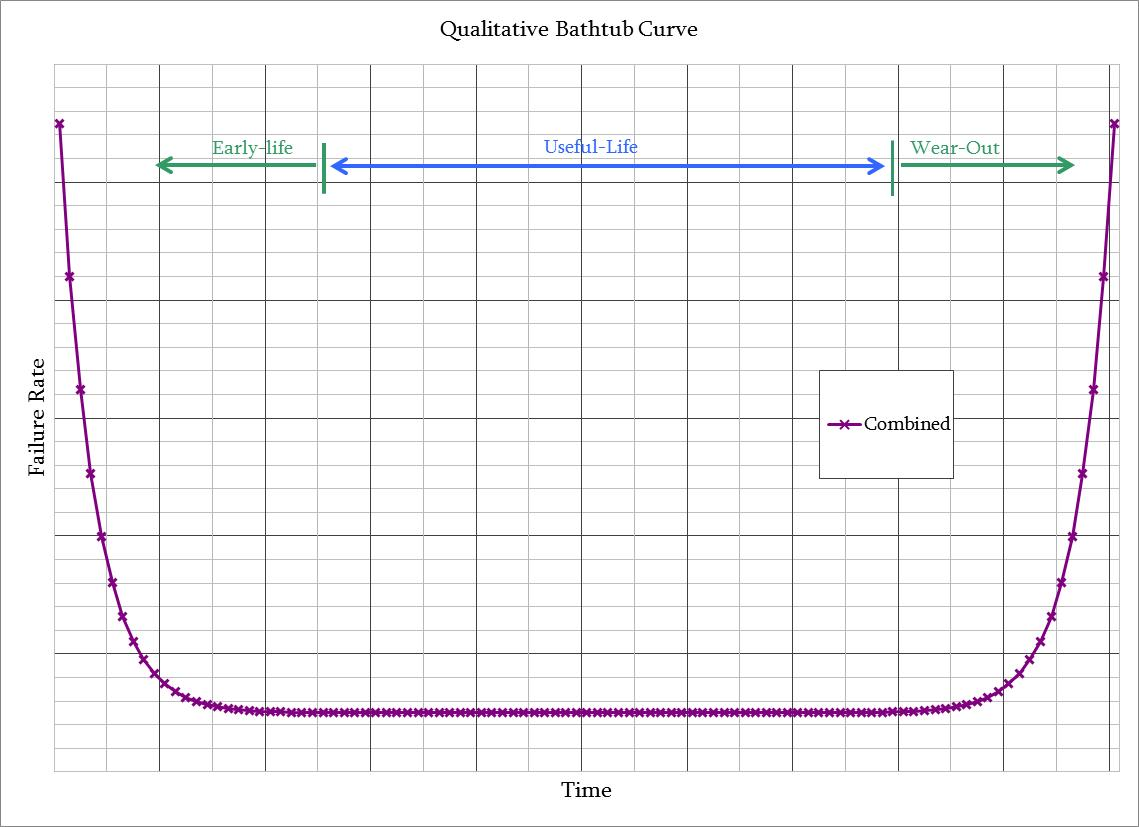 Qualitative Bathtub Curve
Early-life
Useful-Life
Wear-Out
Failure Rate
Combined
Time